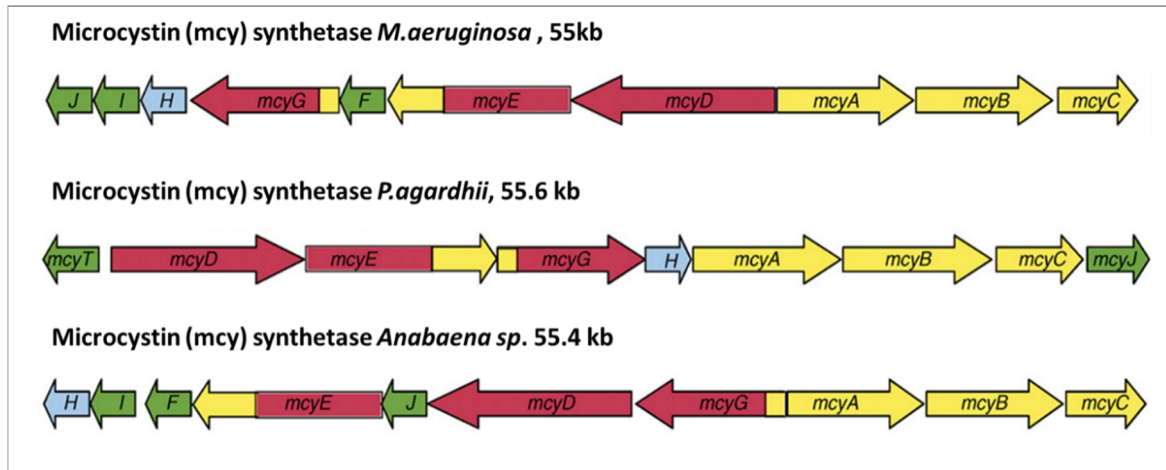 Microcystin (mcy) synthetase M.aeruginosa , 55kb
J I H mcyG F mcyE mcyD mcyA mcyB mcyC
Microcystin (mcy) synthetase P.agardhii, 55.6 kb
mcyT mcyD mcyE mcyG H mcyA mcyB mcyC mcyJ
Microcystin (mcy) synthetase Anabaena sp. 55.4 kb
H I F mcyE J mcyD mcyG mcyA mcyB mcyC